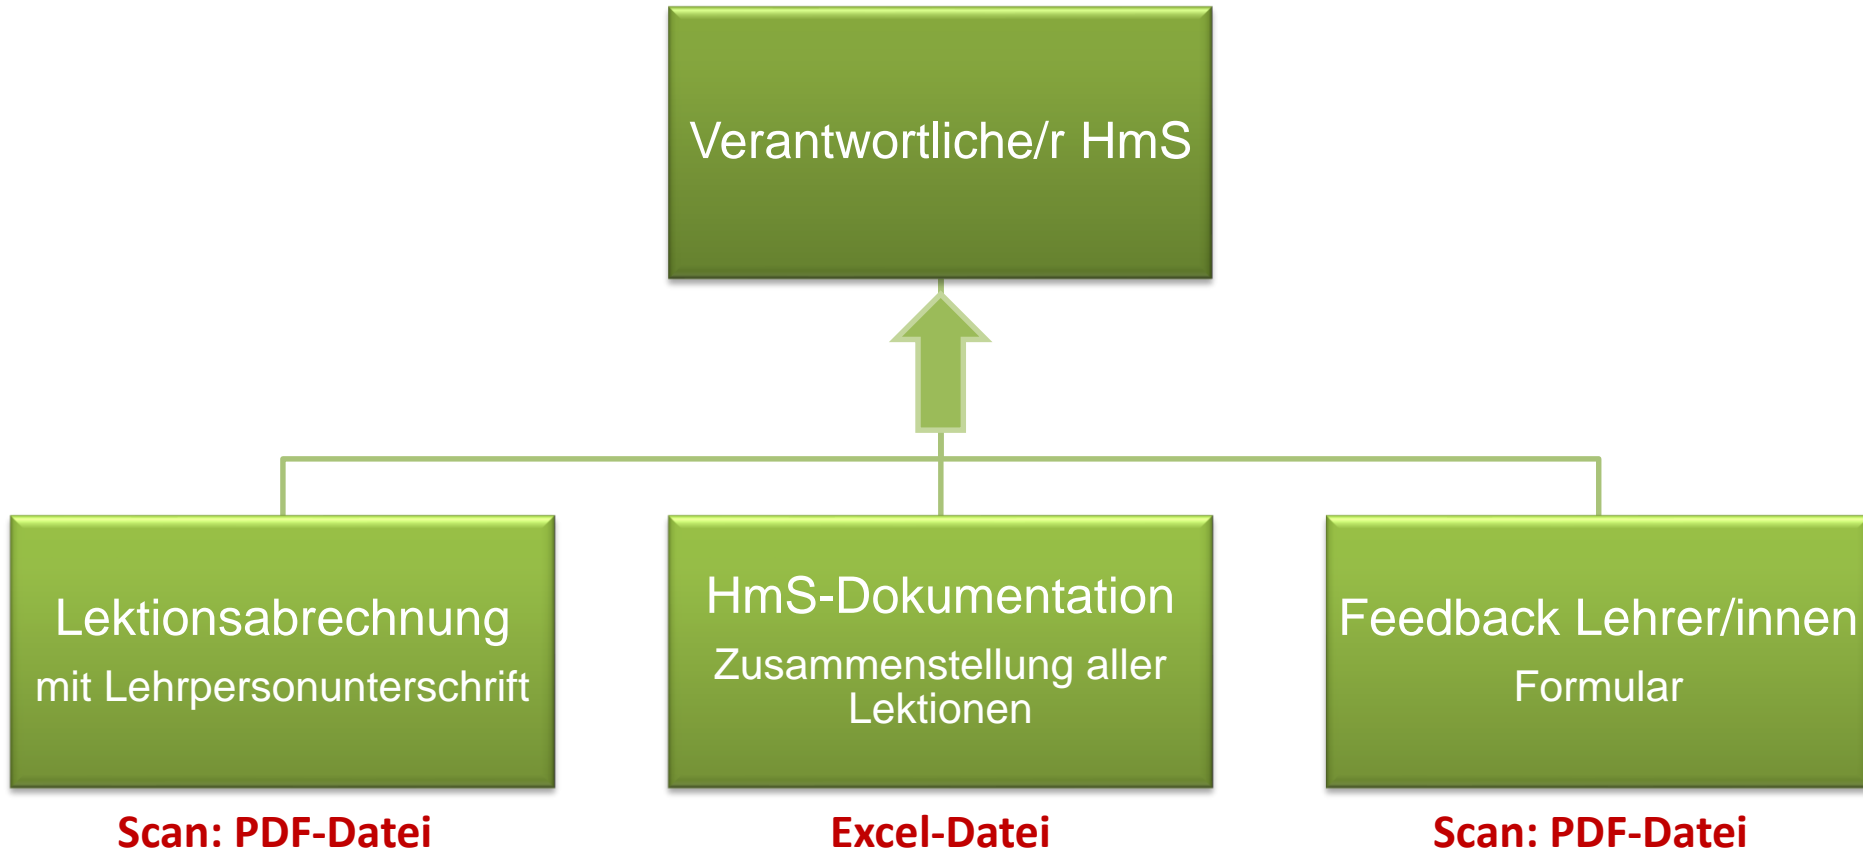 Verantwortliche/r HmS
Lektionsabrechnung
mit Lehrpersonunterschrift
HmS-Dokumentation
Zusammenstellung aller
Lektionen
Feedback Lehrer/innen
Formular
Scan: PDF-Datei
Excel-Datei
Scan: PDF-Datei